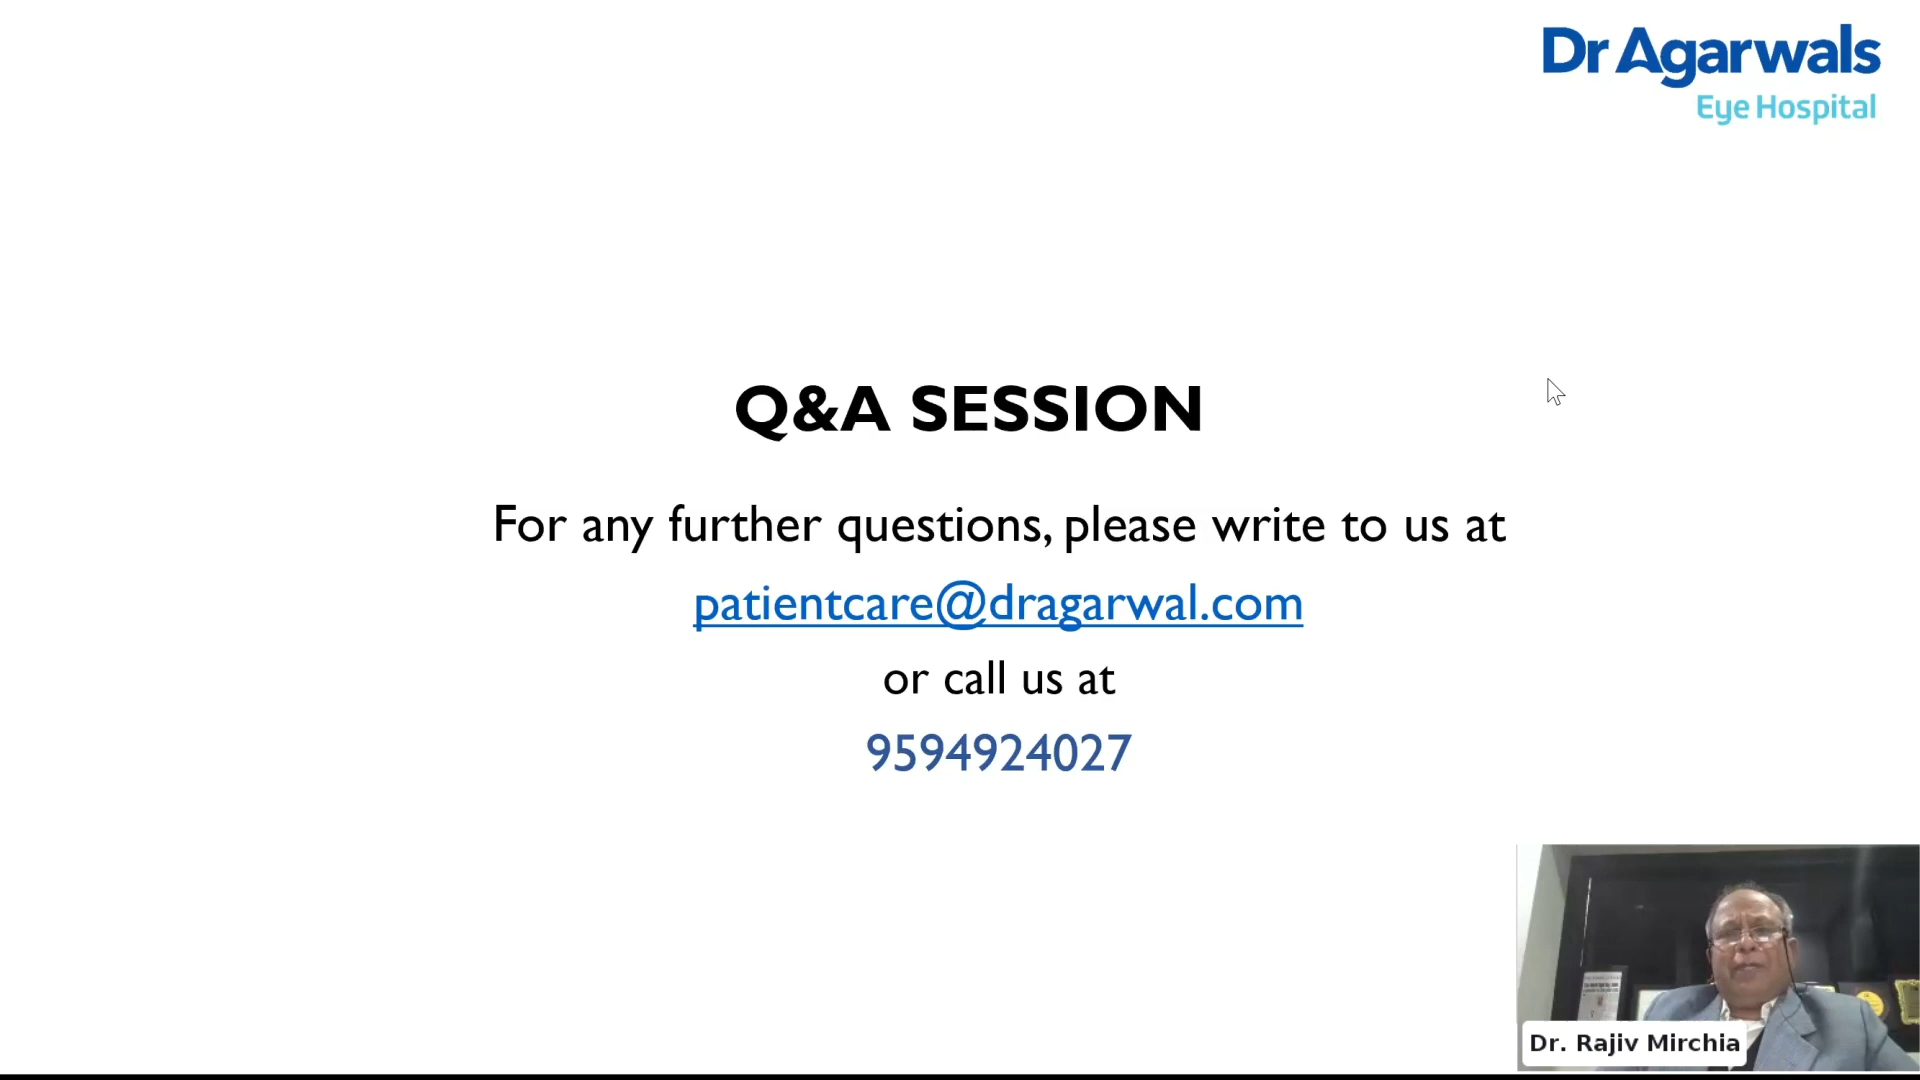 Dr Agarwals
Eye Hospital
Q&A SESSION
For any further questions, please write to us at
patientcare@dragarwal.com
or call us at
9594924027
Dr. Rajiv Mirchia